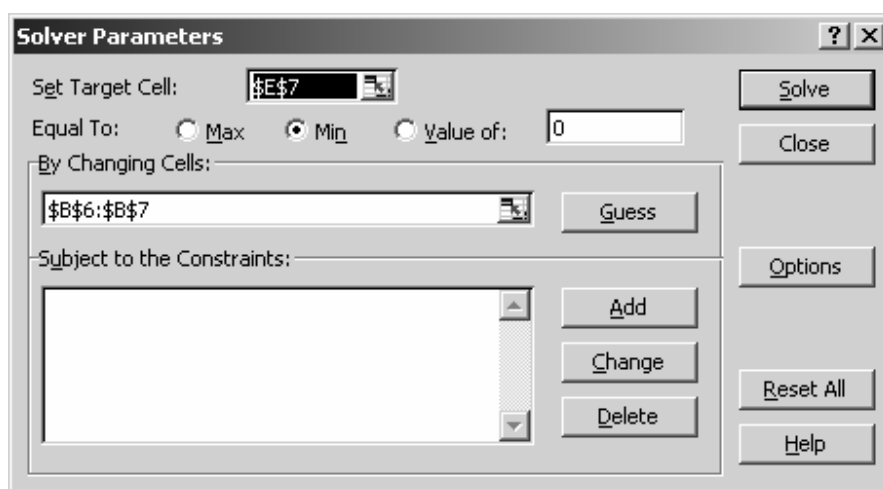 Solver Parameters
? X
Set Target Cell: $E$7
Solve
Equal To: Max Min Value of: 0
Close
By Changing Cells:
$B$6:$B$7
Guess
Subject to the Constraints:
Options
Add
Change
Reset All
Delete
Help